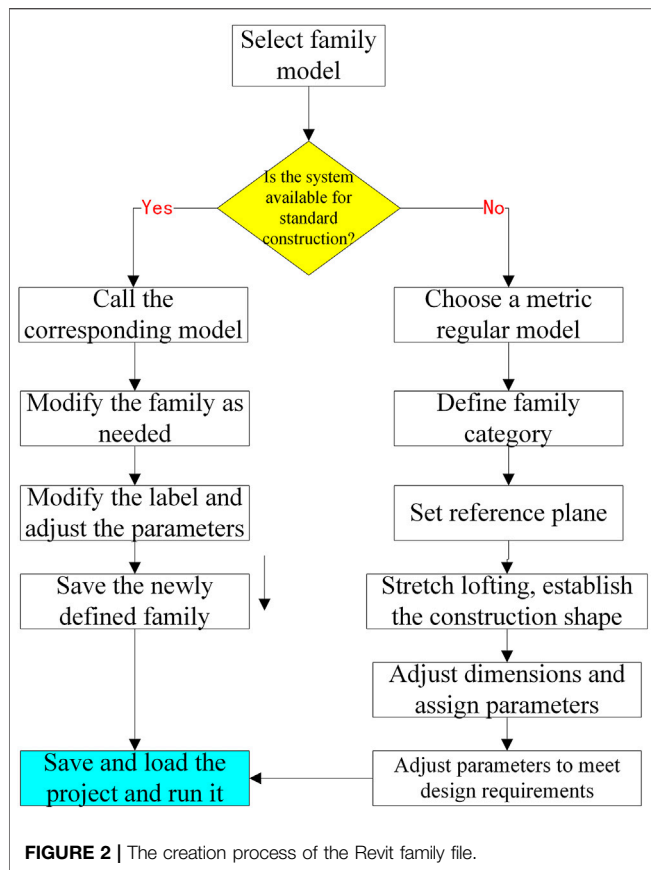 Select family
model
Is the system
available for
standard
construction?
Yes
No
Call the
corresponding model
Choose a metric
regular model
Modify the family as
needed
Define family
category
Modify the label and
adjust the parameters
Set reference plane
Save the newly
defined family
Stretch lofting, establish
the construction shape
Adjust dimensions and
assign parameters
Save and load the
project and run it
Adjust parameters to meet
design requirements
FIGURE 2 | The creation process of the Revit family file.